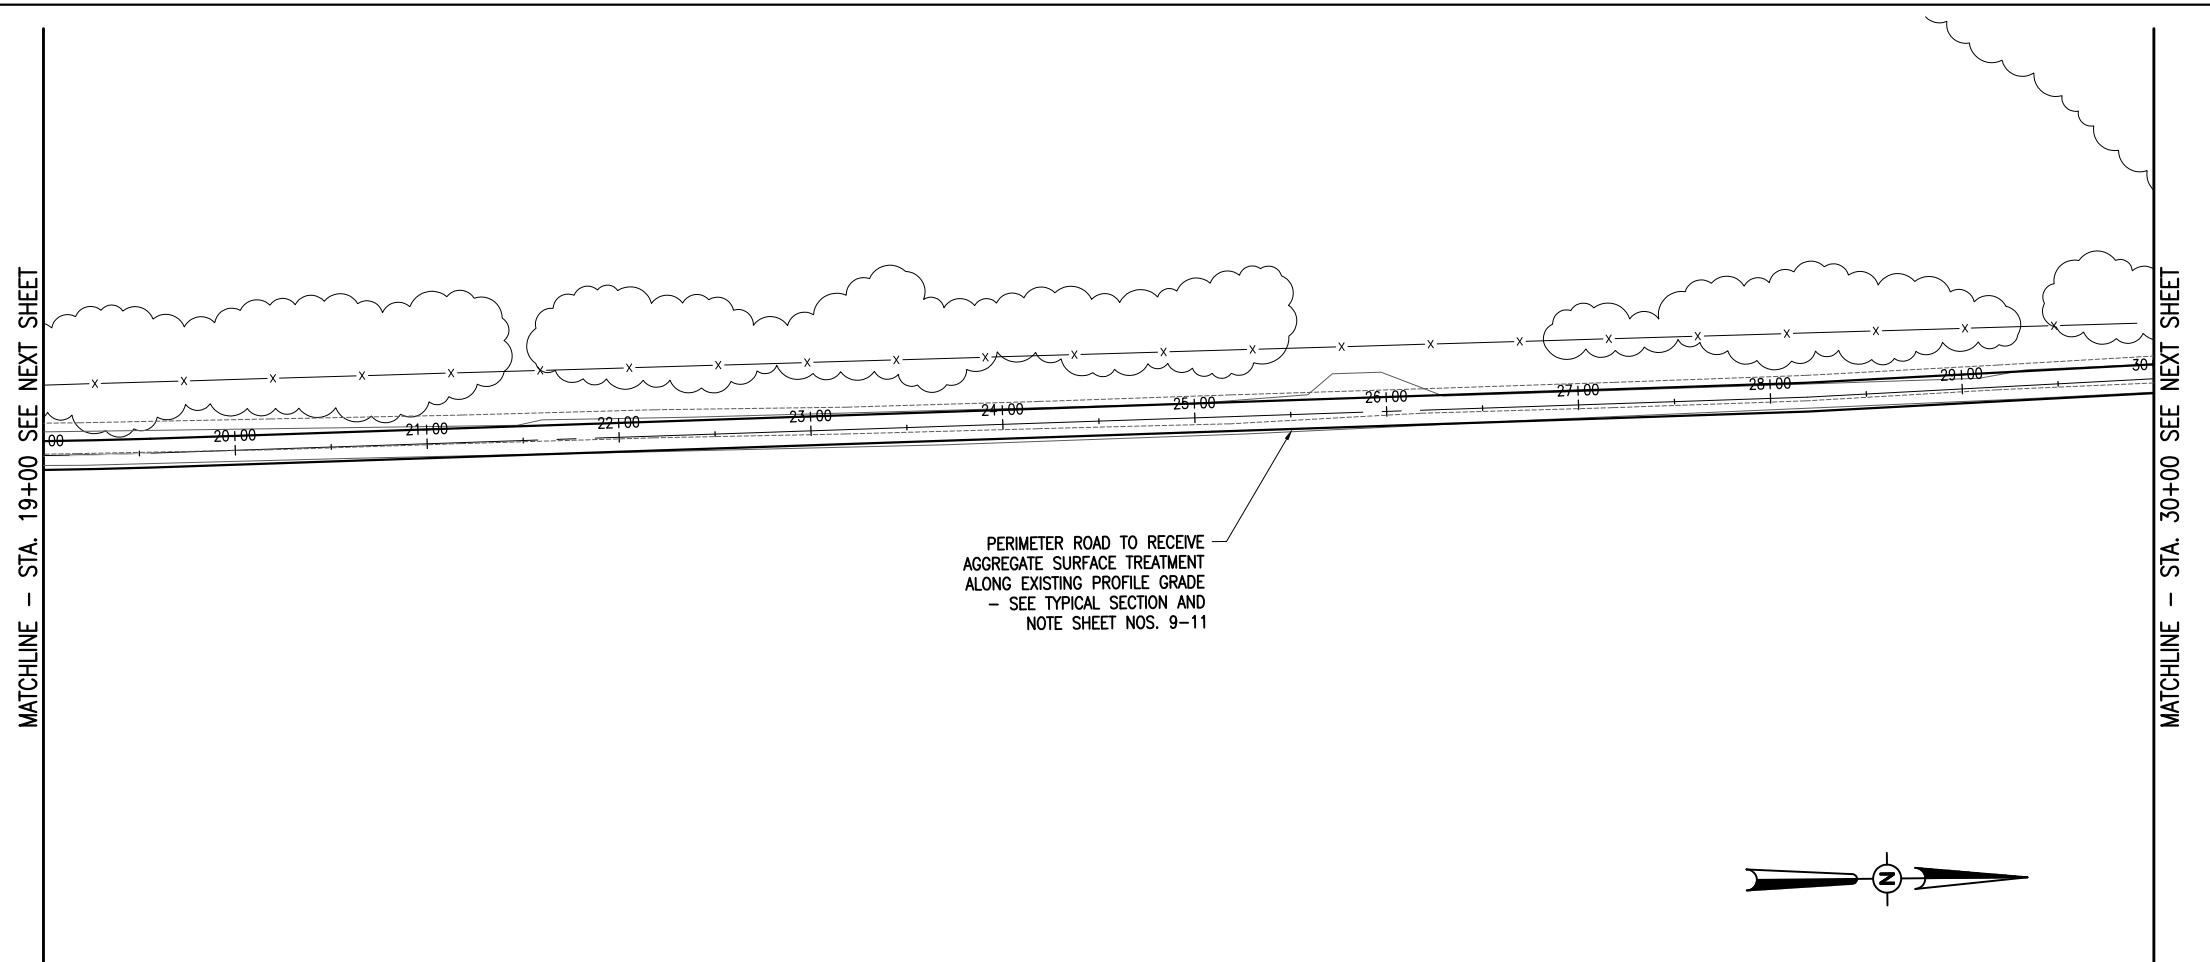 MATCHLINE - STA. 19+00 SEE NEXT SHEET
00
20+00
21+00
22+00
23+00
24+00
25+00
26+00
27+00
28+00
29+00
30
PERIMETER ROAD TO RECEIVE
AGGREGATE SURFACE TREATMENT
ALONG EXISTING PROFILE GRADE
- SEE TYPICAL SECTION AND
NOTE SHEET NOS. 9-11
N
MATCHLINE - STA. 30+00 SEE NEXT SHEET